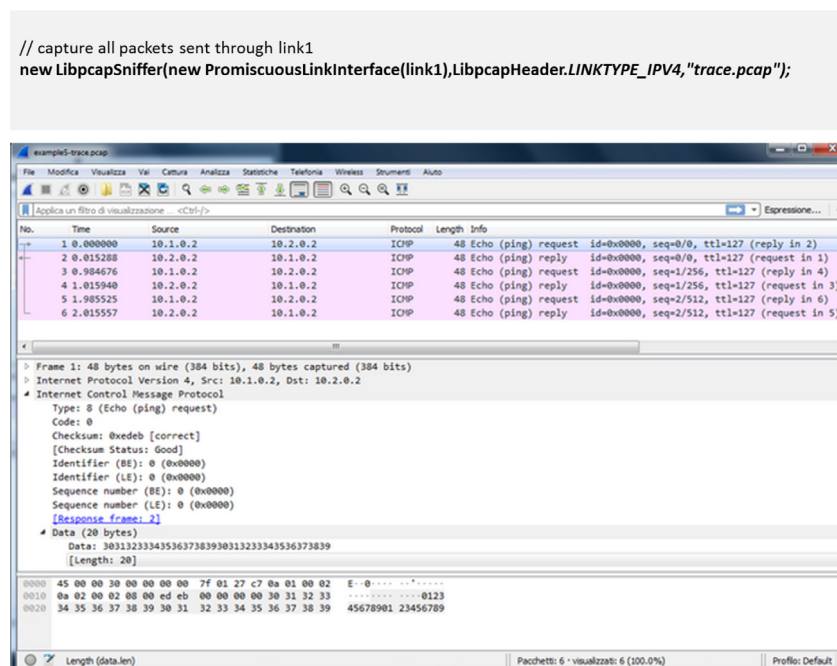 // capture all packets sent through link1
new LibpcapSniffer(new PromiscuousLinkInterface(link1),LibpcapHeader.LINKTYPE_IPV4,"trace.pcap");
example5-trace.pcap
File Modifica Visualizza Vai Cattura Analizza Statistiche Telefonia Wireless Strumenti Aiuto
Applica un filtro di visualizzazione ... <Ctrl-/> Espressione...
No. Time Source Destination Protocol Length Info
1 0.000000 10.1.0.2 10.2.0.2 ICMP 48 Echo (ping) request id=0x0000, seq=0/0, ttl=127 (reply in 2)
2 0.015288 10.2.0.2 10.1.0.2 ICMP 48 Echo (ping) reply id=0x0000, seq=0/0, ttl=127 (request in 1)
3 0.984676 10.1.0.2 10.2.0.2 ICMP 48 Echo (ping) request id=0x0000, seq=1/256, ttl=127 (reply in 4)
4 1.015940 10.2.0.2 10.1.0.2 ICMP 48 Echo (ping) reply id=0x0000, seq=1/256, ttl=127 (request in 3)
5 1.985525 10.1.0.2 10.2.0.2 ICMP 48 Echo (ping) request id=0x0000, seq=2/512, ttl=127 (reply in 6)
6 2.015557 10.2.0.2 10.1.0.2 ICMP 48 Echo (ping) reply id=0x0000, seq=2/512, ttl=127 (request in 5)
Frame 1: 48 bytes on wire (384 bits), 48 bytes captured (384 bits)
Internet Protocol Version 4, Src: 10.1.0.2, Dst: 10.2.0.2
Internet Control Message Protocol
Type: 8 (Echo (ping) request)
Code: 0
Checksum: 0xedeb [correct]
[Checksum Status: Good]
Identifier (BE): 0 (0x0000)
Identifier (LE): 0 (0x0000)
Sequence number (BE): 0 (0x0000)
Sequence number (LE): 0 (0x0000)
[Response frame: 2]
Data (20 bytes)
Data: 3031323334353637383930313233343536373839
[Length: 20]
0000 45 00 00 30 00 00 00 00 7f 01 27 c7 0a 01 00 02 E··0···· ··'·····
0010 0a 02 00 02 08 00 ed eb 00 00 00 00 30 31 32 33 ········ ····0123
0020 34 35 36 37 38 39 30 31 32 33 34 35 36 37 38 39 45678901 23456789
Length (data.len) Pacchetti: 6 · visualizzati: 6 (100.0%) Profilo: Default